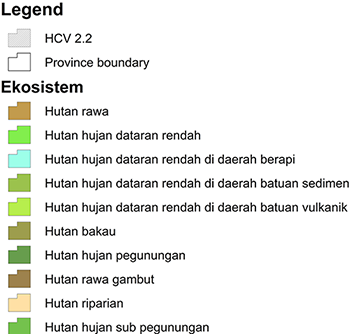 Legend
HCV 2.2
Province boundary
Ekosistem
Hutan rawa
Hutan hujan dataran rendah
Hutan hujan dataran rendah di daerah berapi
Hutan hujan dataran rendah di daerah batuan sedimen
Hutan hujan dataran rendah di daerah batuan vulkanik
Hutan bakau
Hutan hujan pegunungan
Hutan rawa gambut
Hutan riparian
Hutan hujan sub pegunungan